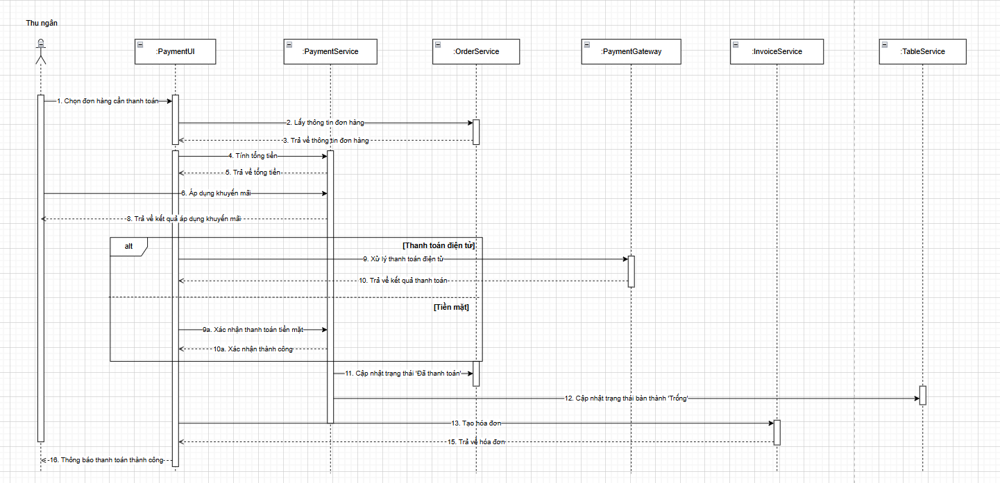 Thu ngân
:PaymentUI
:PaymentService
:OrderService
:PaymentGateway
:InvoiceService
:TableService
1. Chọn đơn hàng cần thanh toán
2. Lấy thông tin đơn hàng
3. Trả về thông tin đơn hàng
4. Tính tổng tiền
5. Trả về tổng tiền
6. Áp dụng khuyến mãi
8. Trả về kết quả áp dụng khuyến mãi
alt
[Thanh toán điện tử]
9. Xử lý thanh toán điện tử
10. Trả về kết quả thanh toán
[Tiền mặt]
9a. Xác nhận thanh toán tiền mặt
10a. Xác nhận thành công
11. Cập nhật trạng thái 'Đã thanh toán'
12. Cập nhật trạng thái bàn thành 'Trống'
13. Tạo hóa đơn
15. Trả về hóa đơn
16. Thông báo thanh toán thành công